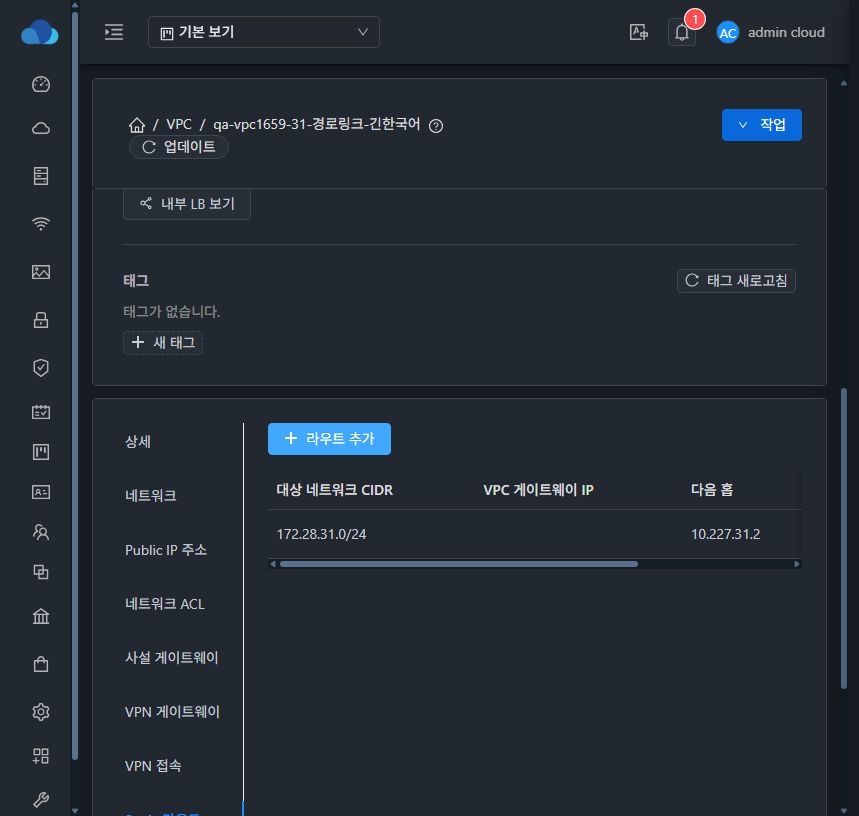 기본 보기
1
AC
admin cloud
/ VPC / qa-vpc1659-31-경로링크-긴한국어
작업
업데이트
내부 LB 보기
태그
태그 새로고침
태그가 없습니다.
+ 새 태그
상세
네트워크
Public IP 주소
네트워크 ACL
사설 게이트웨이
VPN 게이트웨이
VPN 접속
+ 라우트 추가
대상 네트워크 CIDR VPC 게이트웨이 IP 다음 홉
172.28.31.0/24 10.227.31.2